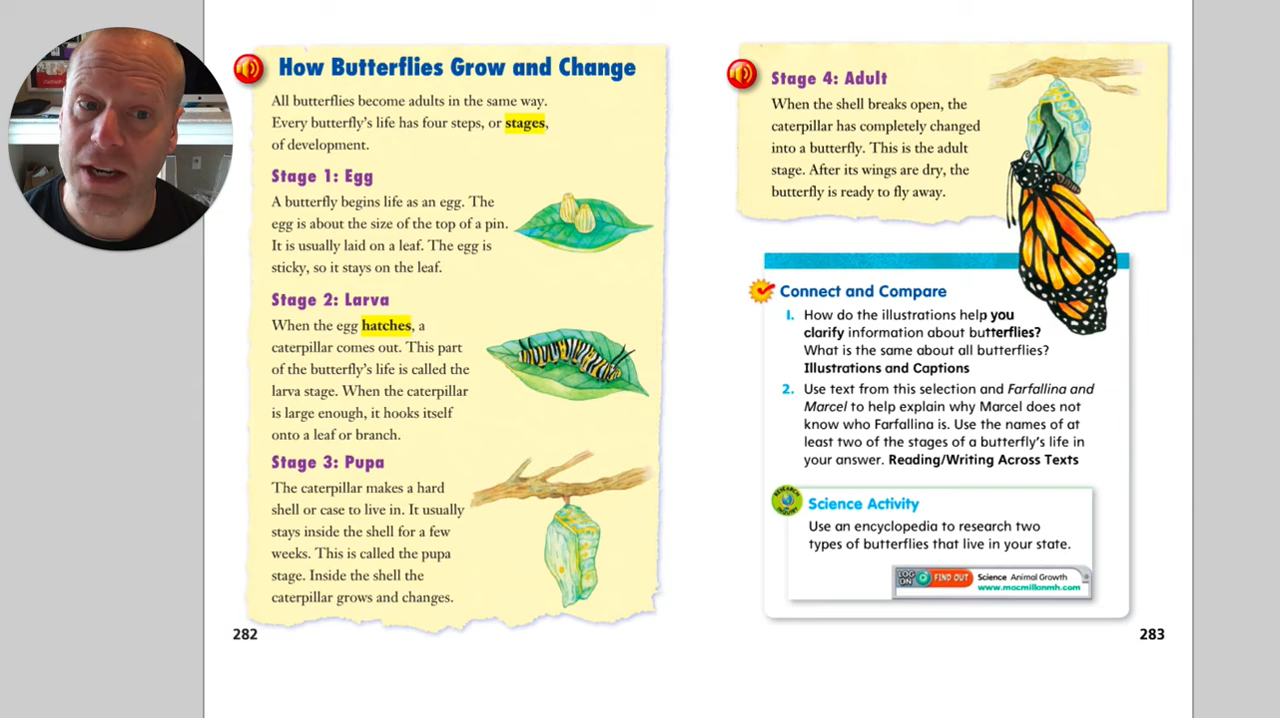 How Butterflies Grow and Change
All butterflies become adults in the same way.
Every butterfly's life has four steps, or stages,
of development.
Stage 1: Egg
A butterfly begins life as an egg. The
egg is about the size of the top of a pin.
It is usually laid on a leaf. The egg is
sticky, so it stays on the leaf.
Stage 2: Larva
When the egg hatches, a
caterpillar comes out. This part
of the butterfly's life is called the
larva stage. When the caterpillar
is large enough, it hooks itself
onto a leaf or branch.
Stage 3: Pupa
The caterpillar makes a hard
shell or case to live in. It usually
stays inside the shell for a few
weeks. This is called the pupa
stage. Inside the shell the
caterpillar grows and changes.
282
Stage 4: Adult
When the shell breaks open, the
caterpillar has completely changed
into a butterfly. This is the adult
stage. After its wings are dry, the
butterfly is ready to fly away.
Connect and Compare
1. How do the illustrations help you
clarify information about butterflies?
What is the same about all butterflies?
Illustrations and Captions
2. Use text from this selection and Farfallina and
Marcel to help explain why Marcel does not
know who Farfallina is. Use the names of at
least two of the stages of a butterfly's life in
your answer. Reading/Writing Across Texts
RESEARCH INQUIRY
Science Activity
Use an encyclopedia to research two
types of butterflies that live in your state.
LOG ON FIND OUT Science Animal Growth
www.macmillanmh.com
283